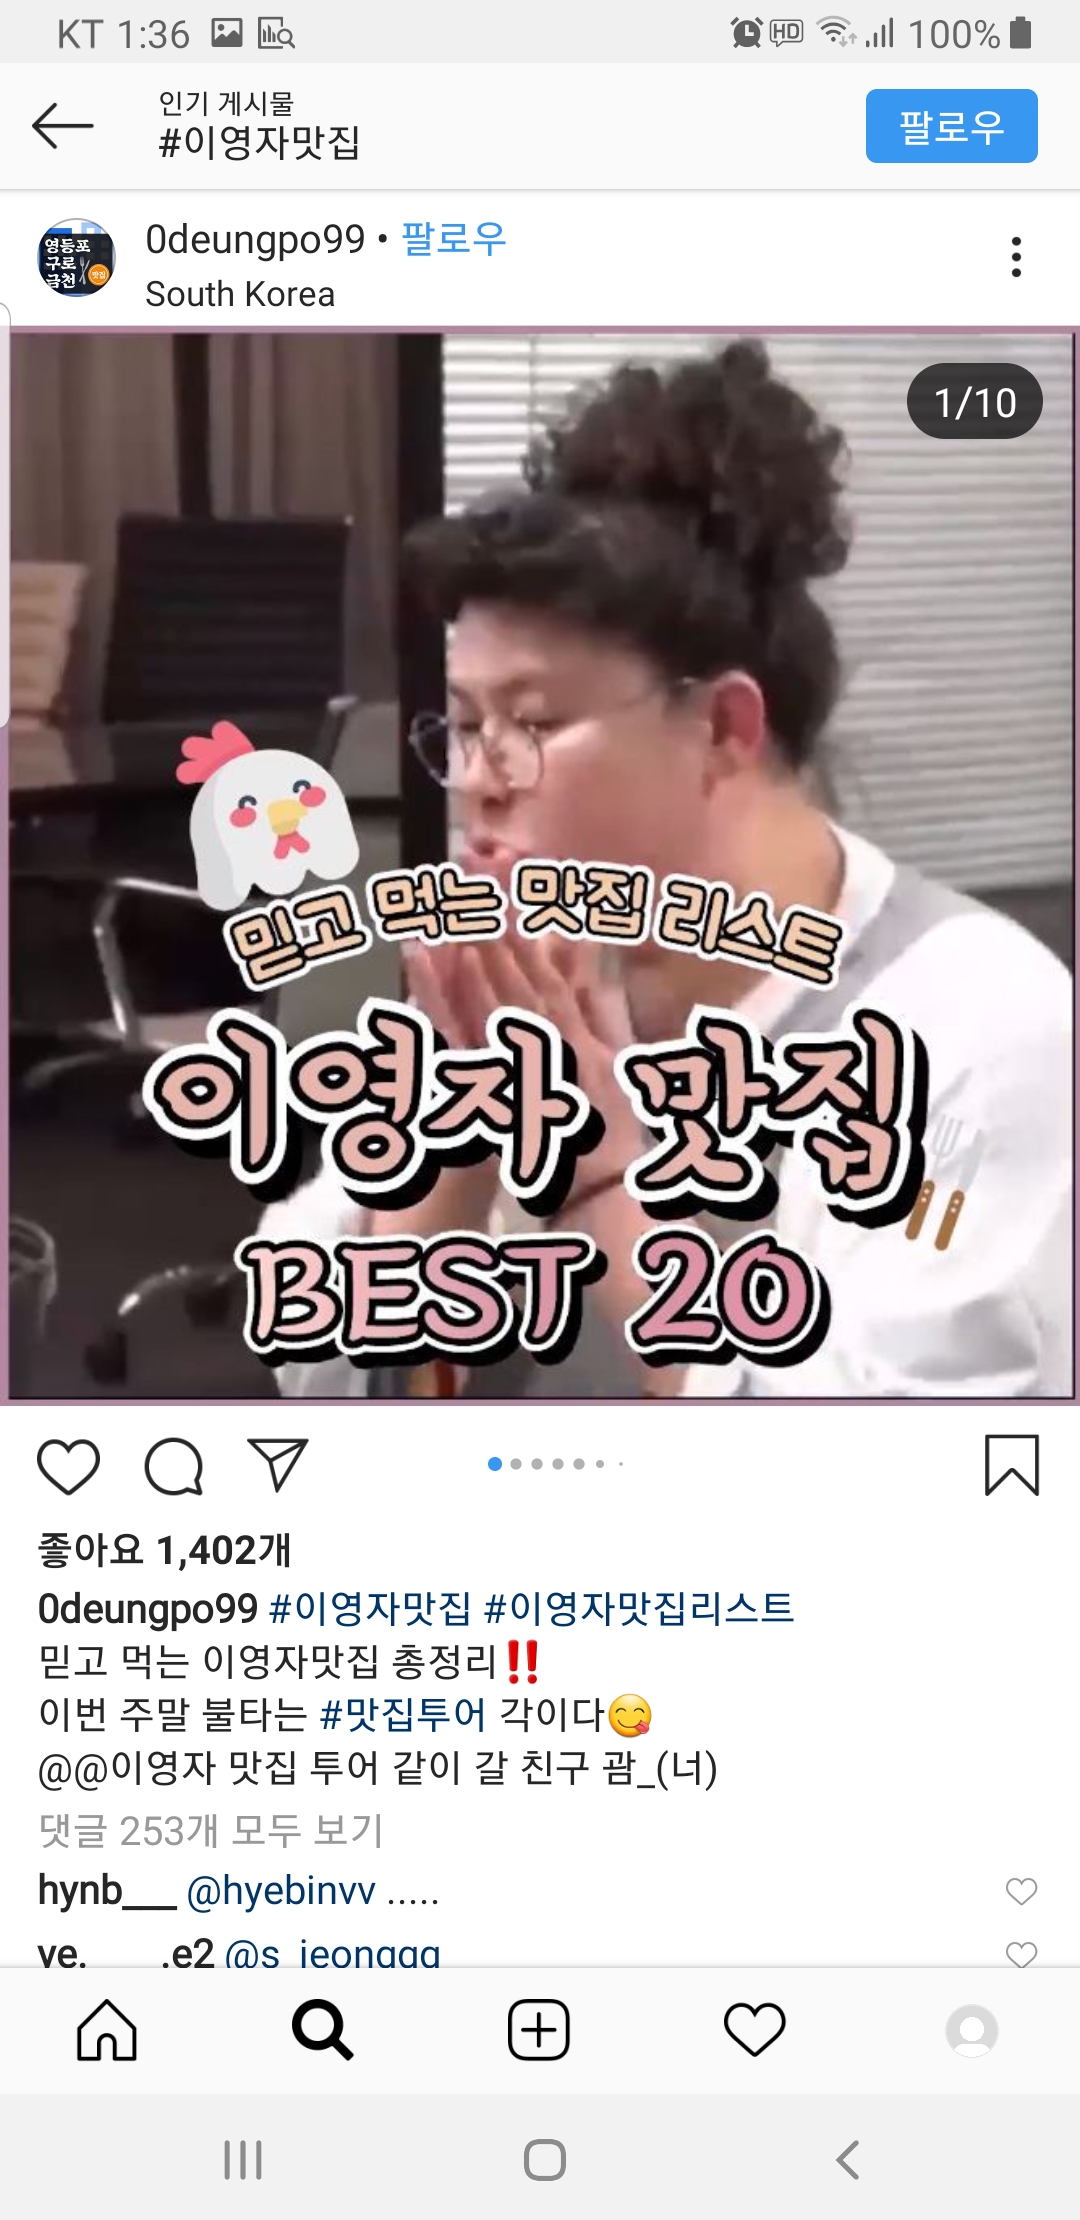 KT 1:36 HD 100%
인기 게시물
#이영자맛집
팔로우
영등포
구로
금천 맛집
0deungpo99 • 팔로우
South Korea
1/10
믿고 먹는 맛집 리스트
이영자 맛집
BEST 20
좋아요 1,402개
0deungpo99 #이영자맛집 #이영자맛집리스트
믿고 먹는 이영자맛집 총정리‼️
이번 주말 불타는 #맛집투어 각이다😋
@@이영자 맛집 투어 같이 갈 친구 괌_(너)
댓글 253개 모두 보기
hynb___ @hyebinvv .....